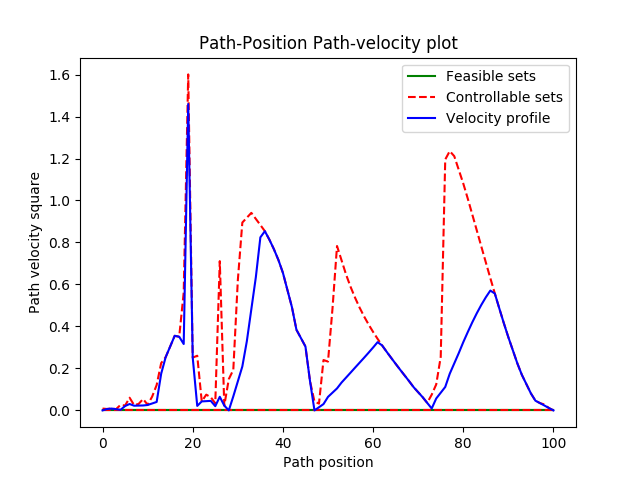 Path-Position Path-velocity plot
Feasible sets
Controllable sets
Velocity profile
Path velocity square
1.6
1.4
1.2
1.0
0.8
0.6
0.4
0.2
0.0
0 20 40 60 80 100
Path position